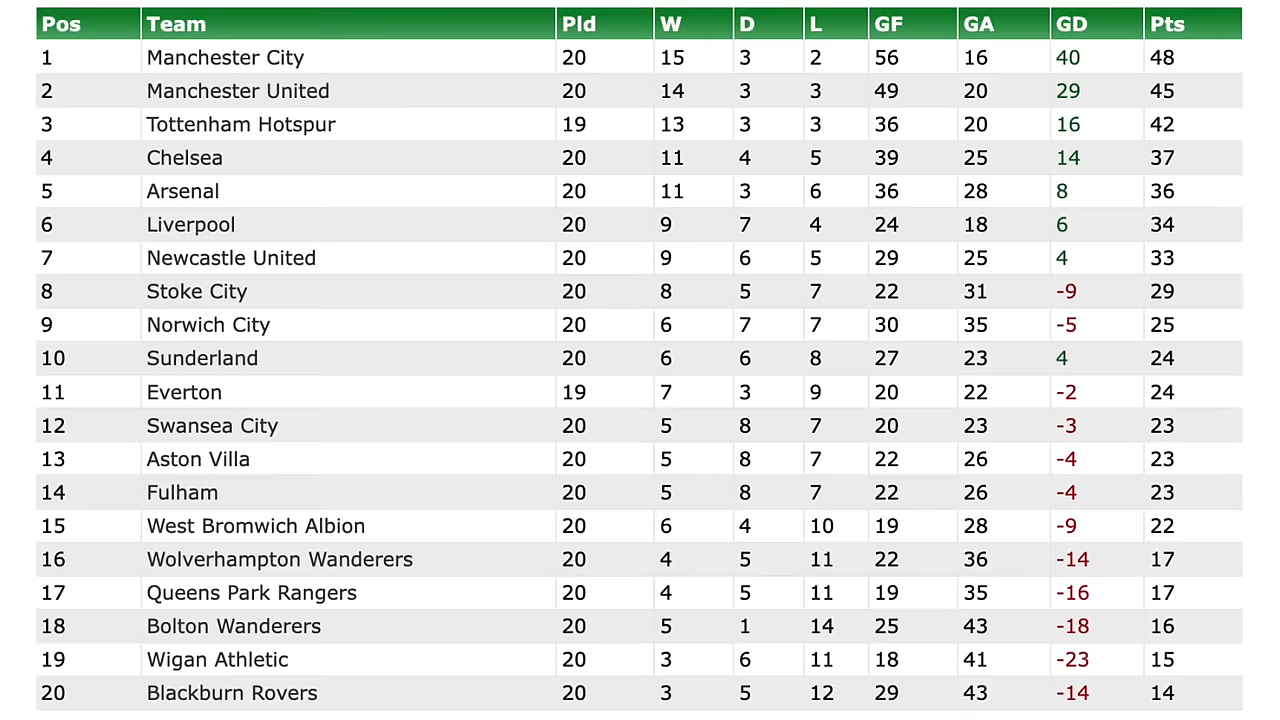 Pos Team Pld W D L GF GA GD Pts
1 Manchester City 20 15 3 2 56 16 40 48
2 Manchester United 20 14 3 3 49 20 29 45
3 Tottenham Hotspur 19 13 3 3 36 20 16 42
4 Chelsea 20 11 4 5 39 25 14 37
5 Arsenal 20 11 3 6 36 28 8 36
6 Liverpool 20 9 7 4 24 18 6 34
7 Newcastle United 20 9 6 5 29 25 4 33
8 Stoke City 20 8 5 7 22 31 -9 29
9 Norwich City 20 6 7 7 30 35 -5 25
10 Sunderland 20 6 6 8 27 23 4 24
11 Everton 19 7 3 9 20 22 -2 24
12 Swansea City 20 5 8 7 20 23 -3 23
13 Aston Villa 20 5 8 7 22 26 -4 23
14 Fulham 20 5 8 7 22 26 -4 23
15 West Bromwich Albion 20 6 4 10 19 28 -9 22
16 Wolverhampton Wanderers 20 4 5 11 22 36 -14 17
17 Queens Park Rangers 20 4 5 11 19 35 -16 17
18 Bolton Wanderers 20 5 1 14 25 43 -18 16
19 Wigan Athletic 20 3 6 11 18 41 -23 15
20 Blackburn Rovers 20 3 5 12 29 43 -14 14